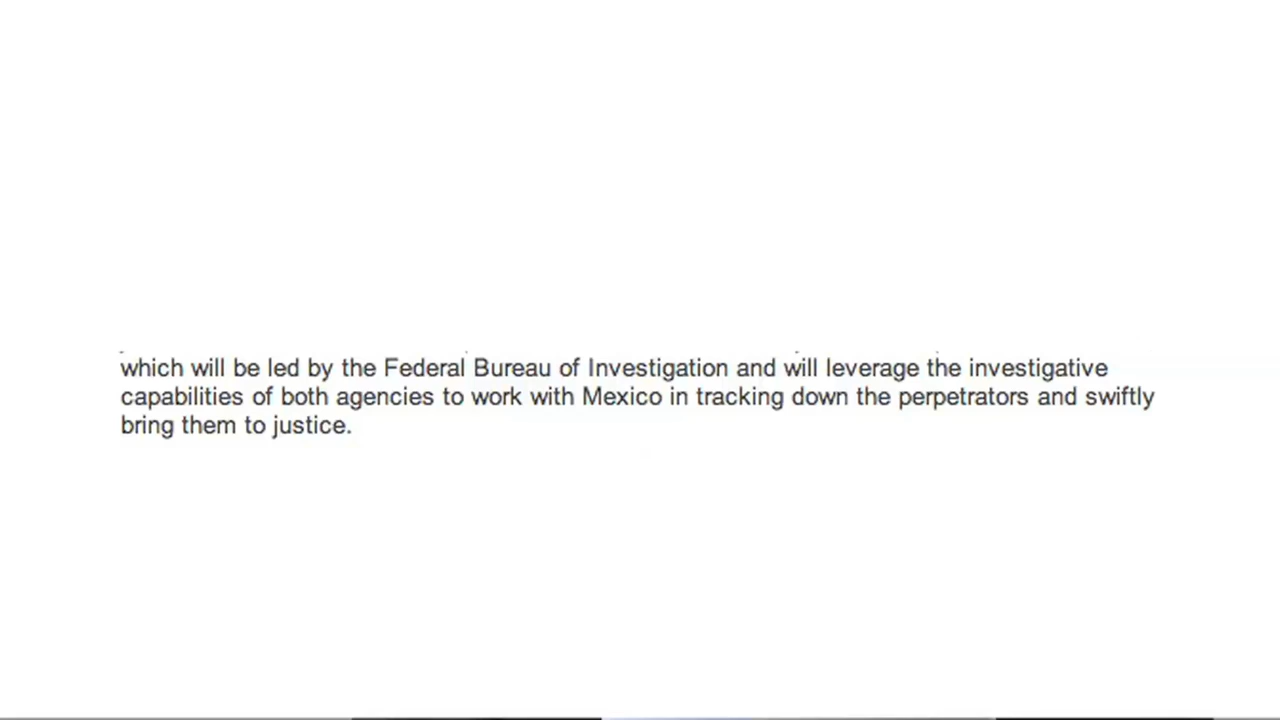 which will be led by the Federal Bureau of Investigation and will leverage the investigative
capabilities of both agencies to work with Mexico in tracking down the perpetrators and swiftly
bring them to justice.